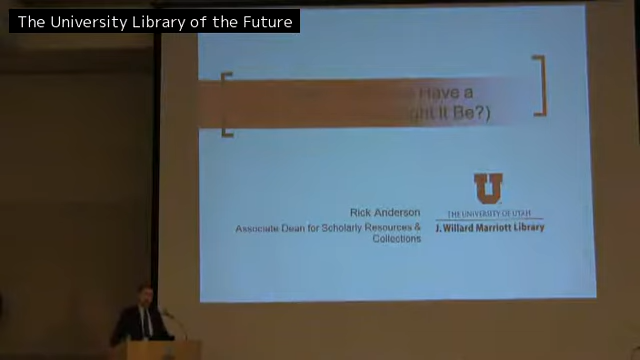 The University Library of the Future
Have a
ght It Be?)
Rick Anderson
Associate Dean for Scholarly Resources &
Collections
U
THE UNIVERSITY OF UTAH
J. Willard Marriott Library